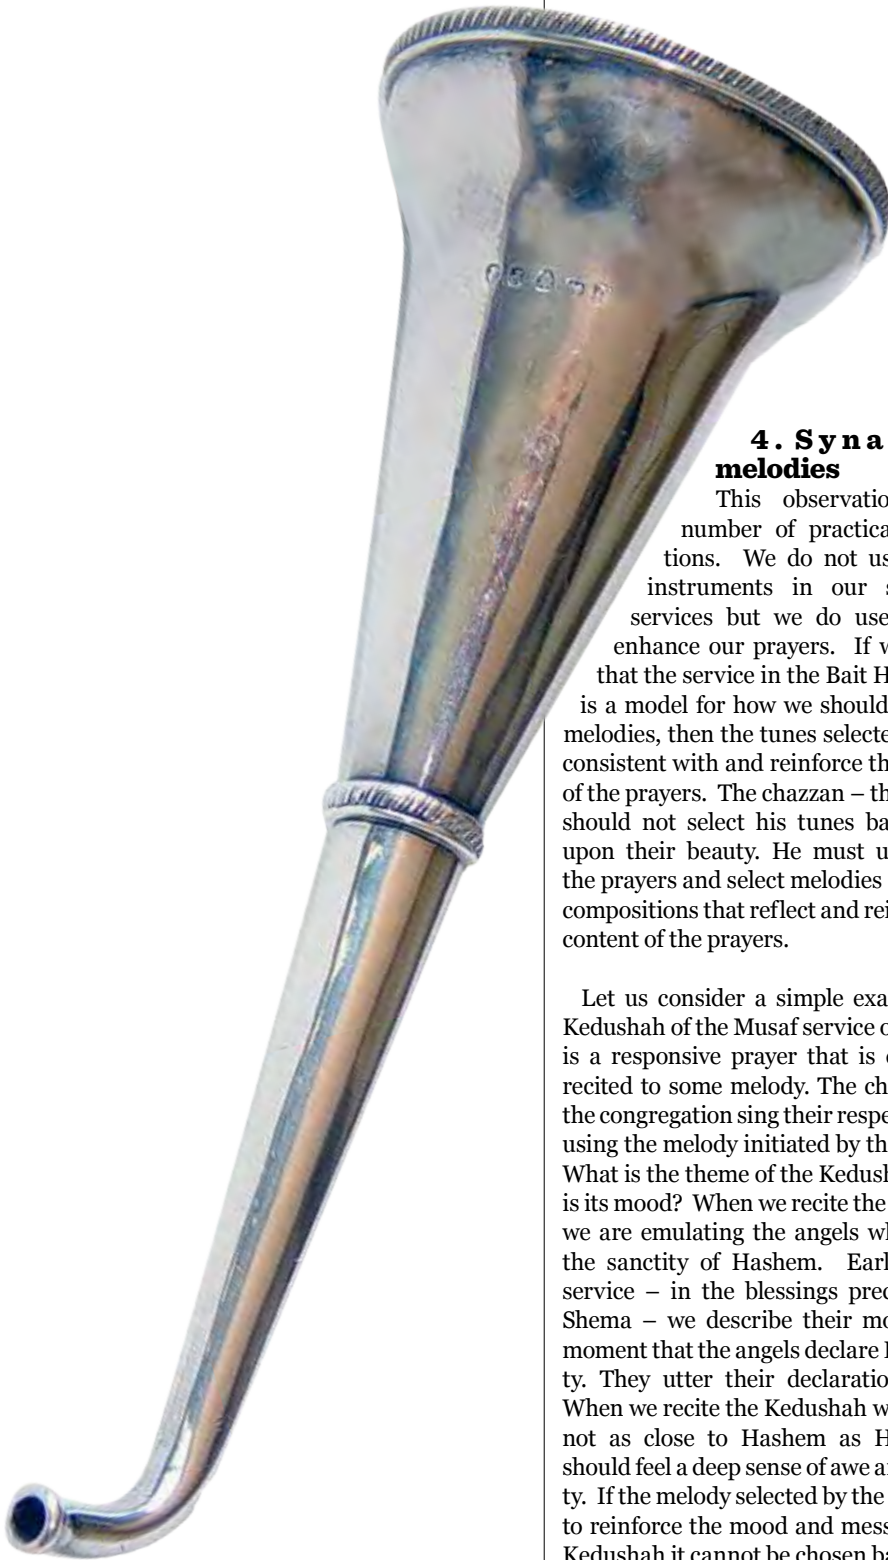 4. Syna
melodies
This observatio
number of practica
tions. We do not us
instruments in our s
services but we do use
enhance our prayers. If w
that the service in the Bait H
is a model for how we should
melodies, then the tunes selecte
consistent with and reinforce th
of the prayers. The chazzan – th
should not select his tunes ba
upon their beauty. He must u
the prayers and select melodies
compositions that reflect and rei
content of the prayers.
Let us consider a simple exa
Kedushah of the Musaf service o
is a responsive prayer that is
recited to some melody. The ch
the congregation sing their respe
using the melody initiated by th
What is the theme of the Kedush
is its mood? When we recite the
we are emulating the angels wh
the sanctity of Hashem. Earl
service – in the blessings prec
Shema – we describe their mo
moment that the angels declare
ty. They utter their declaratio
When we recite the Kedushah w
not as close to Hashem as H
should feel a deep sense of awe a
ty. If the melody selected by the
to reinforce the mood and mess
Kedushah it cannot be chosen ba